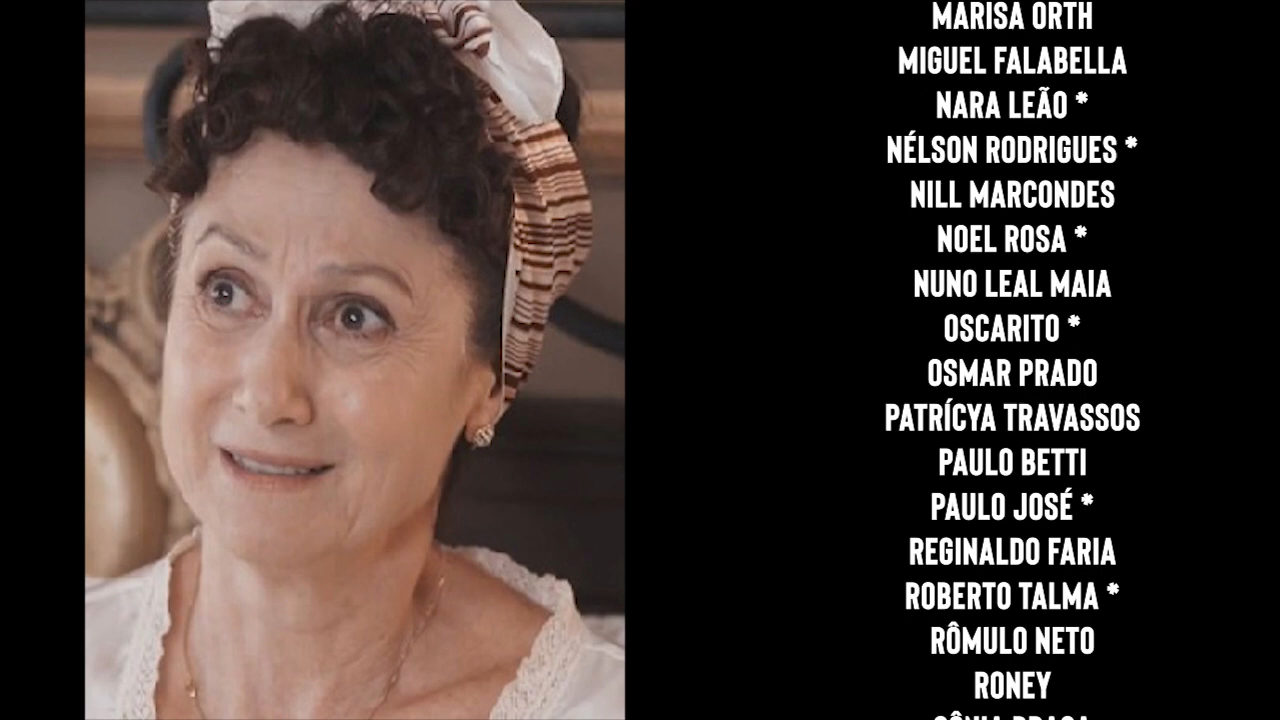 MARISA ORTH
MIGUEL FALABELLA
NARA LEÃO *
NÉLSON RODRIGUES *
NILL MARCONDES
NOEL ROSA *
NUNO LEAL MAIA
OSCARITO *
OSMAR PRADO
PATRÍCYA TRAVASSOS
PAULO BETTI
PAULO JOSÉ *
REGINALDO FARIA
ROBERTO TALMA *
RÔMULO NETO
RONEY